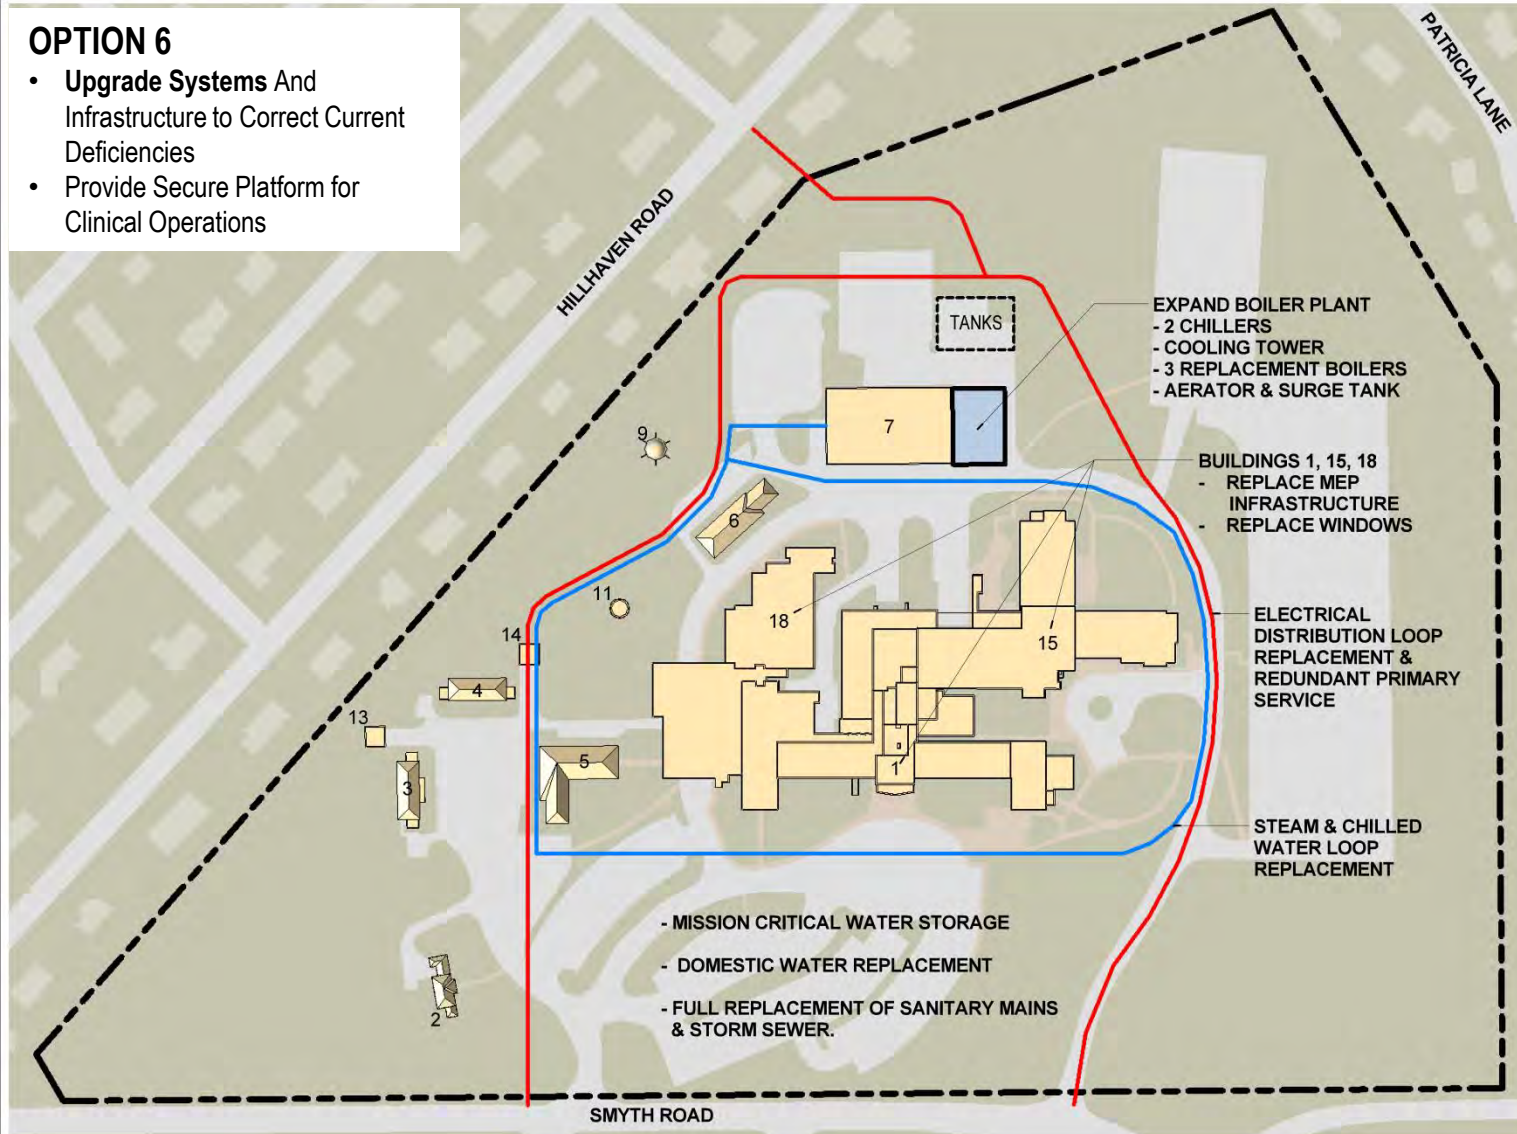 OPTION 6
• Upgrade Systems And
Infrastructure to Correct Current
Deficiencies
• Provide Secure Platform for
Clinical Operations
PATRICIA LANE
HILLHAVEN ROAD
TANKS
EXPAND BOILER PLANT
- 2 CHILLERS
- COOLING TOWER
- 3 REPLACEMENT BOILERS
- AERATOR & SURGE TANK
7
9
BUILDINGS 1, 15, 18
- REPLACE MEP
INFRASTRUCTURE
- REPLACE WINDOWS
6
11
18
15
14
ELECTRICAL
DISTRIBUTION LOOP
REPLACEMENT &
REDUNDANT PRIMARY
SERVICE
4
13
5
1
3
STEAM & CHILLED
WATER LOOP
REPLACEMENT
- MISSION CRITICAL WATER STORAGE
- DOMESTIC WATER REPLACEMENT
- FULL REPLACEMENT OF SANITARY MAINS
& STORM SEWER.
2
SMYTH ROAD